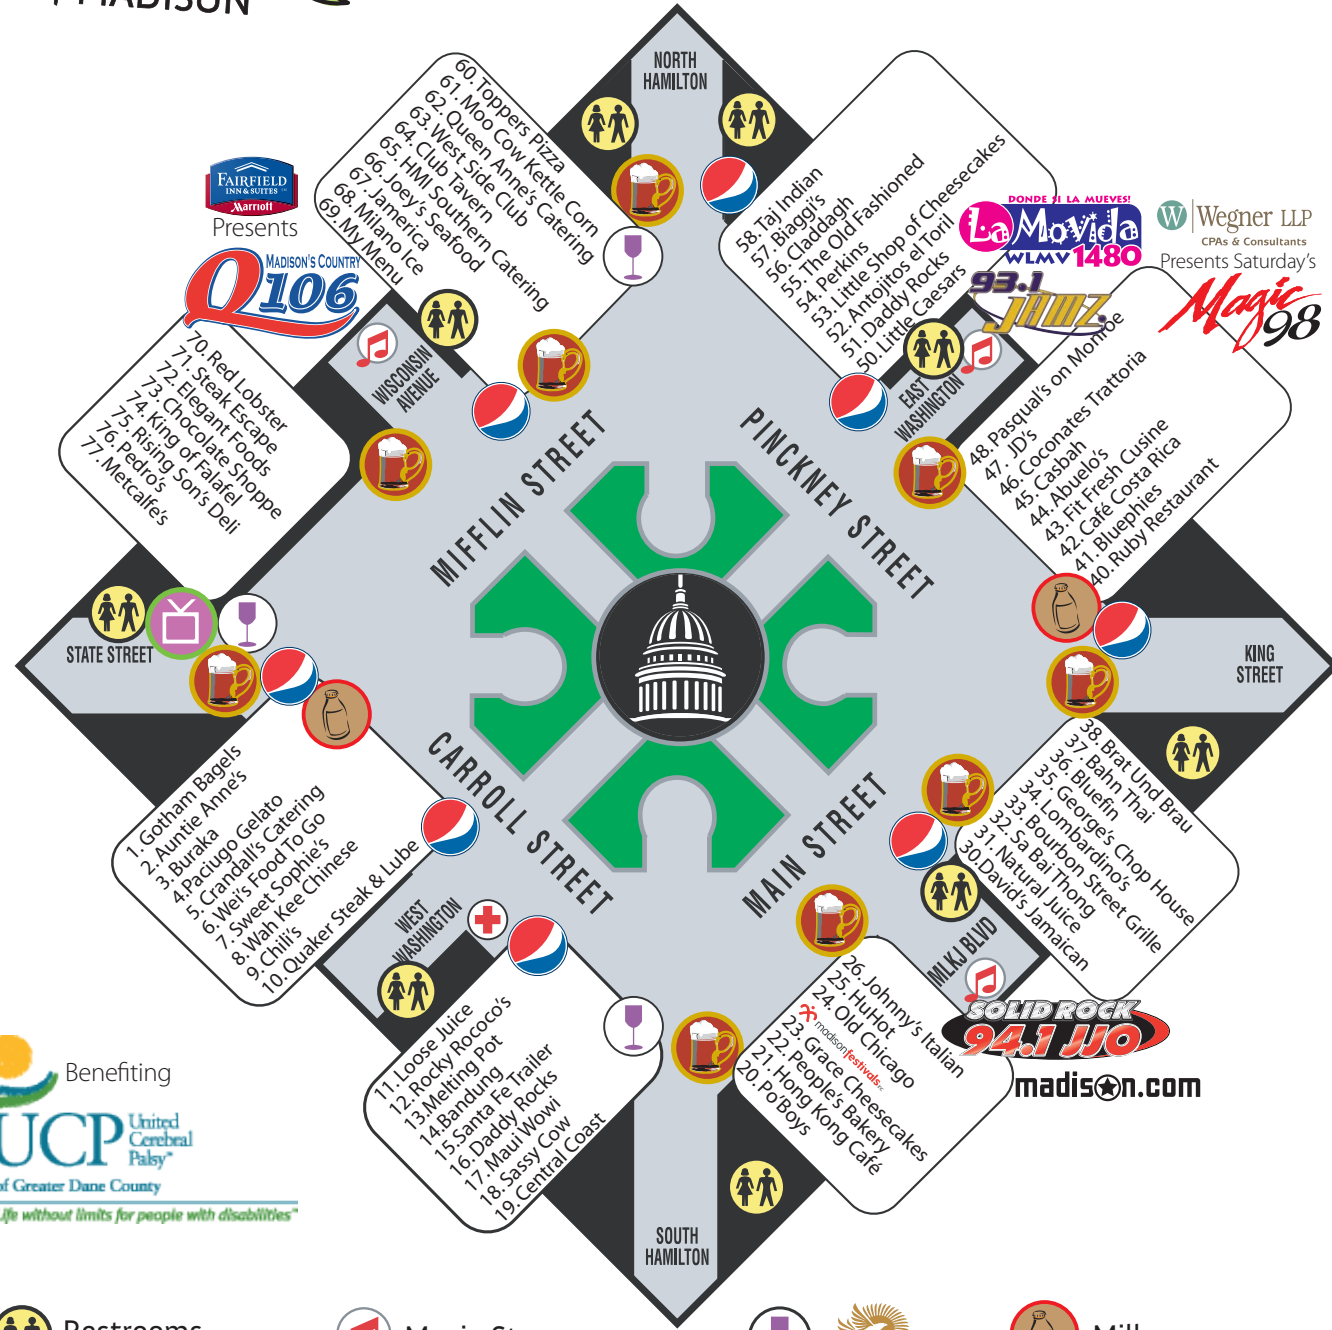 MADISON
NORTH
HAMILTON
60. Toppers Pizza
61. Moo Cow Kettle Corn
62. Queen Anne's Catering
63. West Side Club
64. Club Tavern
65. HMI Southern Catering
66. Joey's Seafood
67. Jamerica
68. Milano Ice
69. My Menu
58. Taj Indian
57. Biaggi's
56. Claddagh
55. The Old Fashioned
54. Perkins
53. Little Shop of Cheesecakes
52. Antojitos el Toril
51. Daddy Rocks
50. Little Caesars
FAIRFIELD
INN & SUITES
Marriott
Presents
MADISON'S COUNTRY
Q106
DONDE SI LA MUEVES!
La Movida
WLMV 1480
93.1
JAMZ
W Wegner LLP
CPAs & Consultants
Presents Saturday's
Magic
98
70. Red Lobster
71. Steak Escape
72. Elegant Foods
73. Chocolate Shoppe
74. King of Falafel
75. Rising Son's Deli
76. Pedro's
77. Metcalfe's
WISCONSIN
AVENUE
EAST
WASHINGTON
48. Pasqual's on Monroe
47. JD's
46. Coconates Trattoria
45. Casbah
44. Abuelo's
43. Fit Fresh Cusine
42. Café Costa Rica
41. Bluephies
40. Ruby Restaurant
MIFFLIN STREET
PINCKNEY STREET
STATE STREET
KING
STREET
CARROLL STREET
MAIN STREET
1. Gotham Bagels
2. Auntie Anne's
3. Buraka
4. Paciugo Gelato
5. Crandall's Catering
6. Wei's Food To Go
7. Sweet Sophie's
8. Wah Kee Chinese
9. Chili's
10. Quaker Steak & Lube
38. Brat Und Brau
37. Bahn Thai
36. Bluefin
35. George's Chop House
34. Lombardino's
33. Bourbon Street Grille
32. Sa Bai Thong
31. Natural Juice
30. David's Jamaican
WEST
WASHINGTON
MLKJ BLVD
11. Loose Juice
12. Rocky Rococo's
13. Melting Pot
14. Bandung
15. Santa Fe Trailer
16. Daddy Rocks
17. Maui Wowi
18. Sassy Cow
19. Central Coast
26. Johnny's Italian
25. HuHot
24. Old Chicago
madisonfestivals
23. Grace Cheesecakes
22. People's Bakery
21. Hong Kong Café
20. Po'Boys
SOLID ROCK
94.1 JJO
madison.com
Benefiting
UCP United
Cerebral
Palsy™
of Greater Dane County
Life without limits for people with disabilities™
SOUTH
HAMILTON
Restrooms